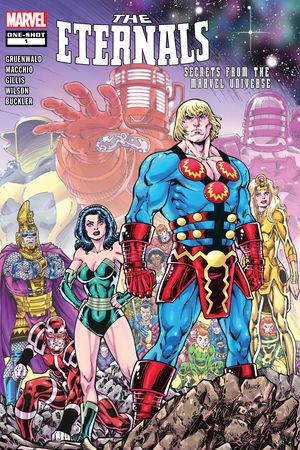 MARVEL
ONE-SHOT
1
GRUENWALD
MACCHIO
GILLIS
WILSON
BUCKLER
THE
ETERNALS
SECRETS FROM THE
MARVEL UNIVERSE